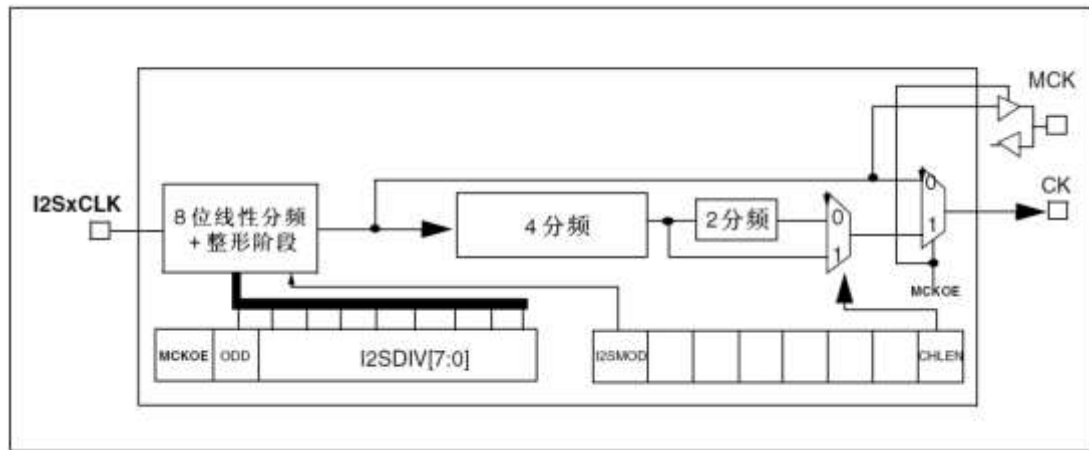 MCK
CK
I2SxCLK
8位线性分频
+整形阶段
4分频
2分频
0
1
0
1
MCKOE
MCKOE
ODD
I2SDIV[7:0]
I2SMOD
CHLEN